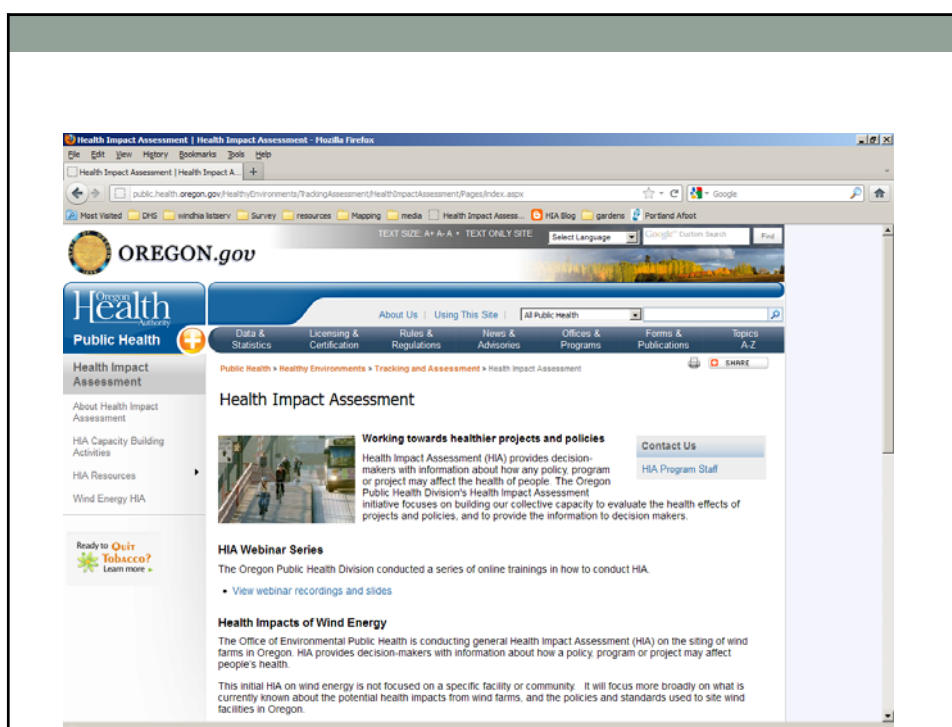 Health Impact Assessment | Health Impact Assessment - Mozilla Firefox
File Edit View History Bookmarks Tools Help
Health Impact Assessment | Health Impact A... +
public.health.oregon.gov/HealthyEnvironments/TrackingAssessment/HealthImpactAssessment/Pages/index.aspx
Google
Most Visited DHS windhia listserv Survey resources Mapping media Health Impact Assess... HIA Blog gardens Portland Afoot
TEXT SIZE: A+ A- A • TEXT ONLY SITE Select Language Google™ Custom Search Find
OREGON.gov
Oregon
Health
Authority
Public Health
About Us | Using This Site | All Public Health
Data &
Statistics
Licensing &
Certification
Rules &
Regulations
News &
Advisories
Offices &
Programs
Forms &
Publications
Topics
A-Z
Health Impact
Assessment
About Health Impact
Assessment
HIA Capacity Building
Activities
HIA Resources
Wind Energy HIA
Ready to Quit
Tobacco?
Learn more ►
Public Health » Healthy Environments » Tracking and Assessment » Health Impact Assessment
SHARE
Health Impact Assessment
Working towards healthier projects and policies
Health Impact Assessment (HIA) provides decision-
makers with information about how any policy, program
or project may affect the health of people. The Oregon
Public Health Division's Health Impact Assessment
initiative focuses on building our collective capacity to evaluate the health effects of
projects and policies, and to provide the information to decision makers.
Contact Us
HIA Program Staff
HIA Webinar Series
The Oregon Public Health Division conducted a series of online trainings in how to conduct HIA.
• View webinar recordings and slides
Health Impacts of Wind Energy
The Office of Environmental Public Health is conducting general Health Impact Assessment (HIA) on the siting of wind
farms in Oregon. HIA provides decision-makers with information about how a policy, program or project may affect
people's health.
This initial HIA on wind energy is not focused on a specific facility or community. It will focus more broadly on what is
currently known about the potential health impacts from wind farms, and the policies and standards used to site wind
facilities in Oregon.